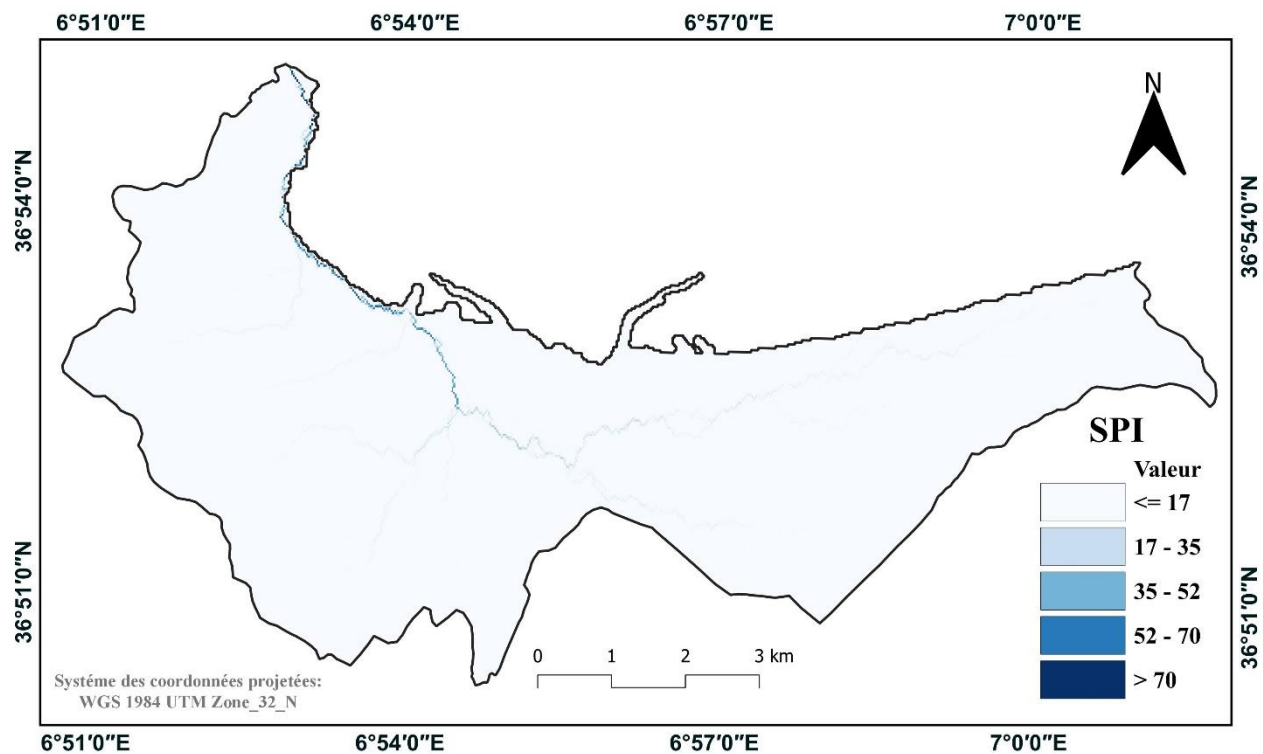 6°51'0"E 6°54'0"E 6°57'0"E 7°0'0"E
N
36°54'0"N
36°54'0"N
SPI
Valeur
<= 17
17 - 35
35 - 52
52 - 70
> 70
36°51'0"N
36°51'0"N
0 1 2 3 km
Systéme des coordonnées projetées:
WGS 1984 UTM Zone_32_N
6°51'0"E 6°54'0"E 6°57'0"E 7°0'0"E